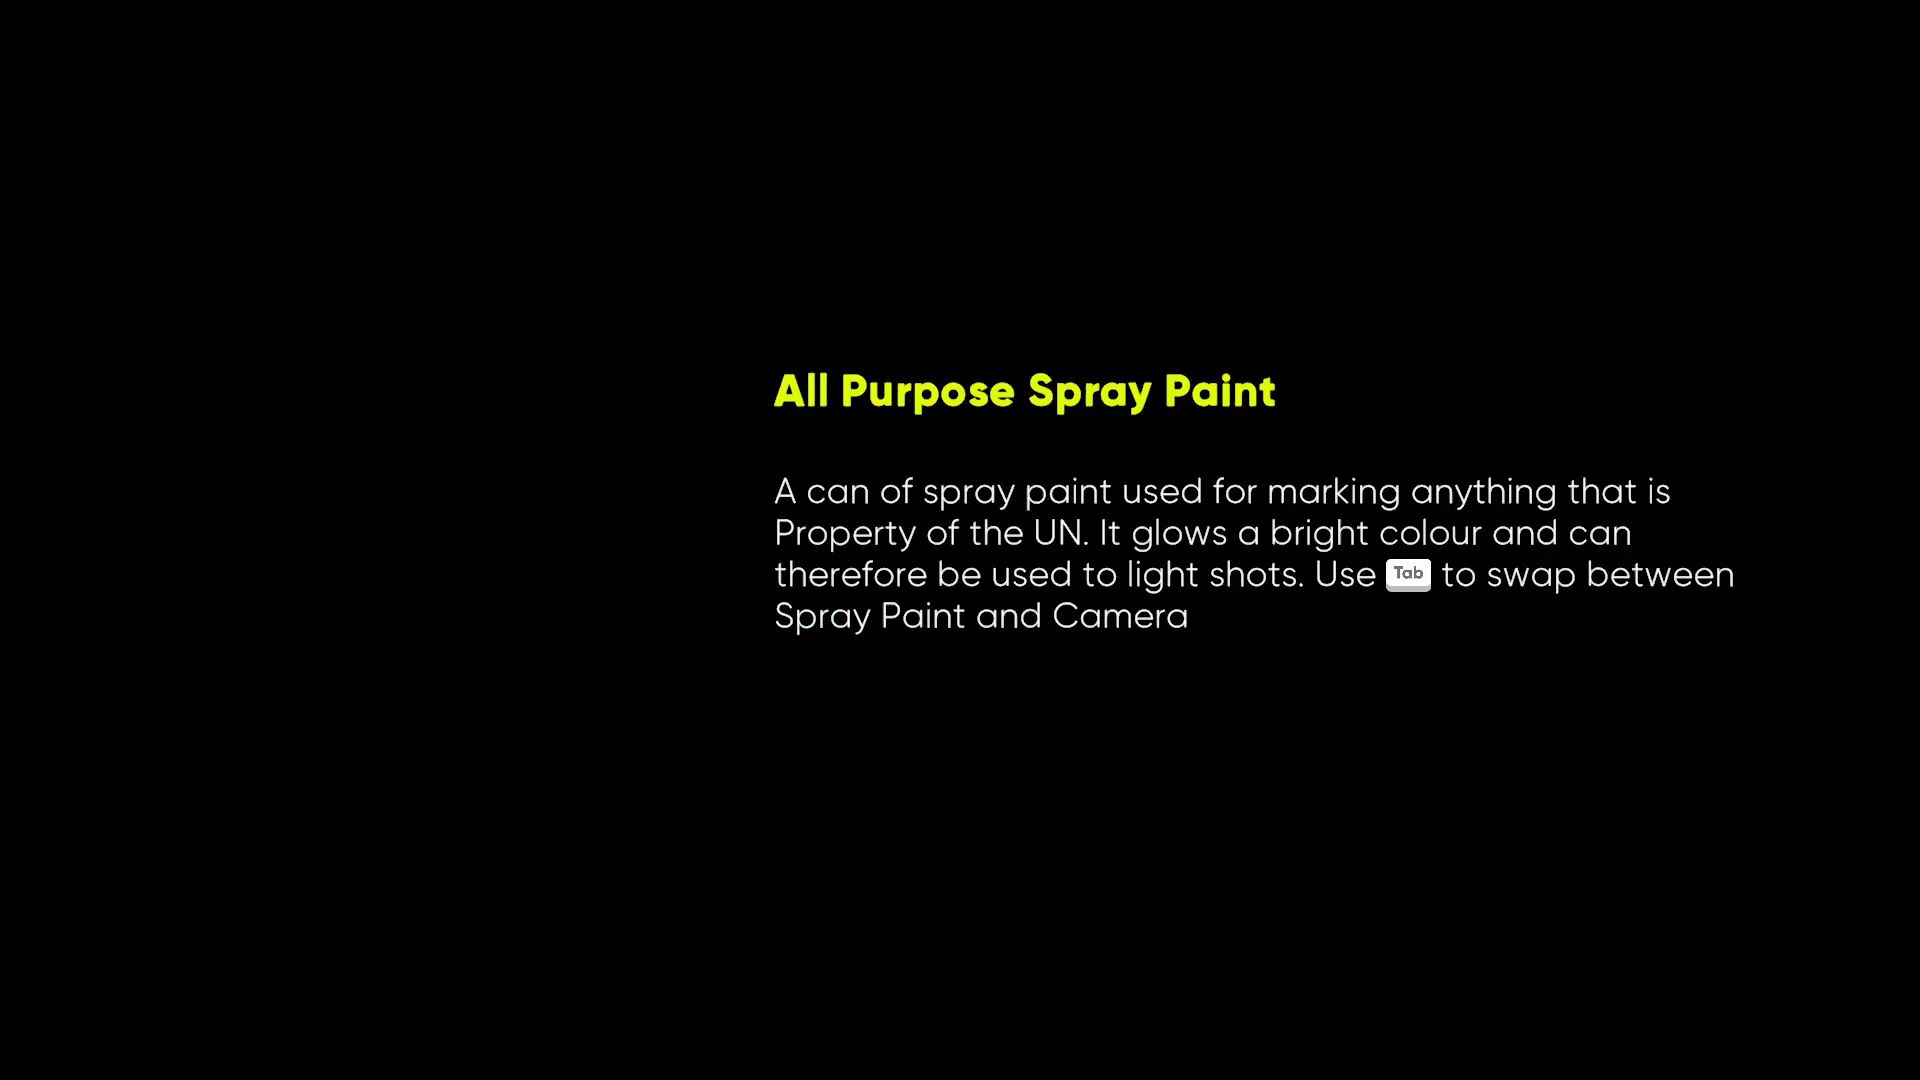 All Purpose Spray Paint
A can of spray paint used for marking anything that is
Property of the UN. It glows a bright colour and can
therefore be used to light shots. Use Tab to swap between
Spray Paint and Camera